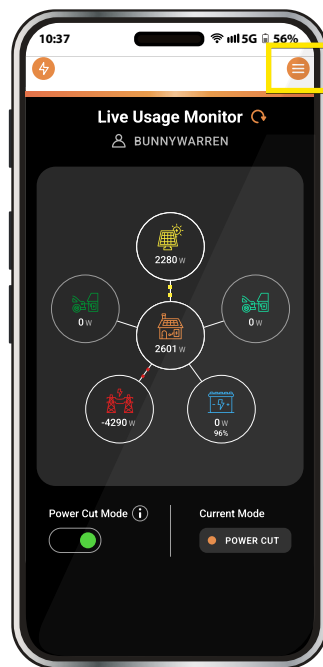 10:37 5G 56%
Live Usage Monitor
BUNNYWARREN
2280 W
0 W
0 W
2601 W
-4290 W
0 W
96%
Power Cut Mode i
Current Mode
POWER CUT